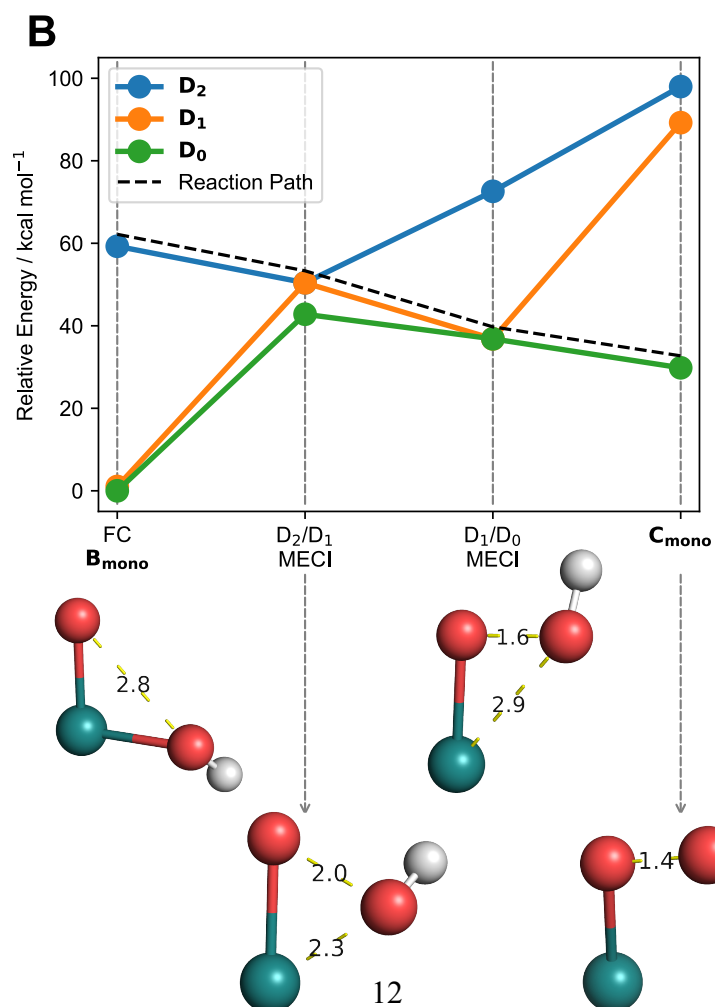 B
100
80
60
40
20
0
Relative Energy / kcal mol⁻¹
D₂
D₁
D₀
Reaction Path
FC
B_mono
D₂/D₁
MECI
D₁/D₀
MECI
C_mono
2.8
1.6
2.9
2.0
2.3
1.4
12